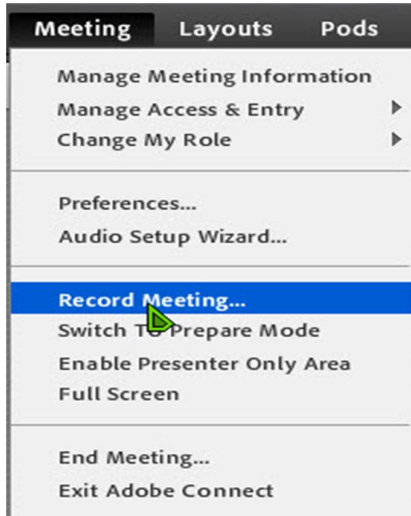 Meeting Layouts Pods
Manage Meeting Information
Manage Access & Entry
Change My Role
Preferences...
Audio Setup Wizard...
Record Meeting...
Switch To Prepare Mode
Enable Presenter Only Area
Full Screen
End Meeting...
Exit Adobe Connect